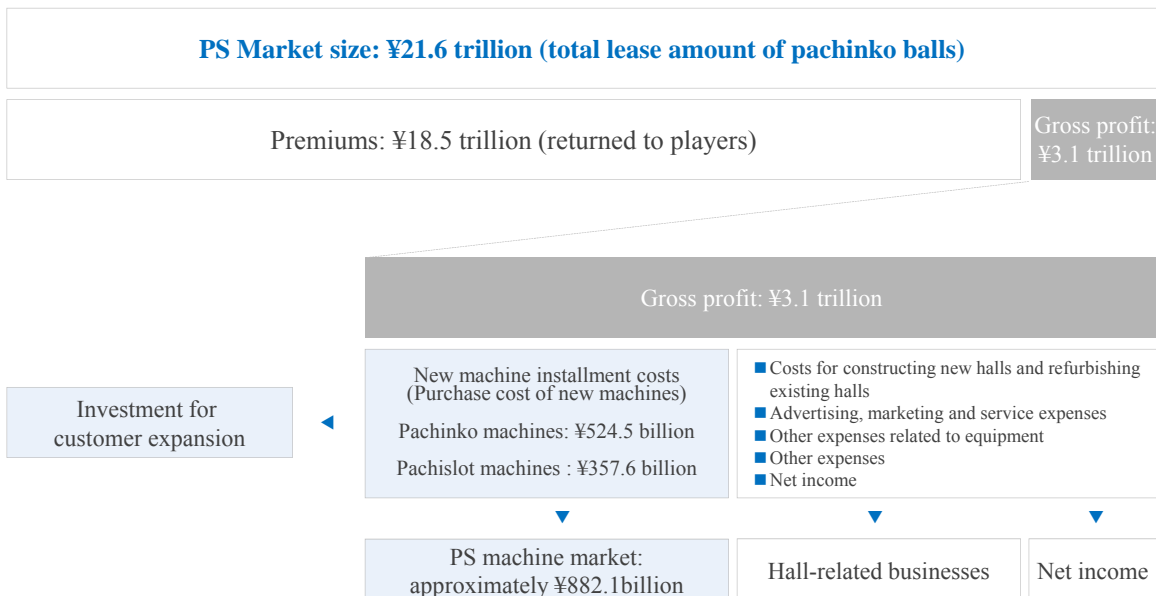 PS Market size: ¥21.6 trillion (total lease amount of pachinko balls)
Premiums: ¥18.5 trillion (returned to players)
Gross profit:
¥3.1 trillion
Gross profit: ¥3.1 trillion
Investment for
customer expansion
New machine installment costs
(Purchase cost of new machines)
Pachinko machines: ¥524.5 billion
Pachislot machines : ¥357.6 billion
Costs for constructing new halls and refurbishing
existing halls
Advertising, marketing and service expenses
Other expenses related to equipment
Other expenses
Net income
PS machine market:
approximately ¥882.1billion
Hall-related businesses
Net income